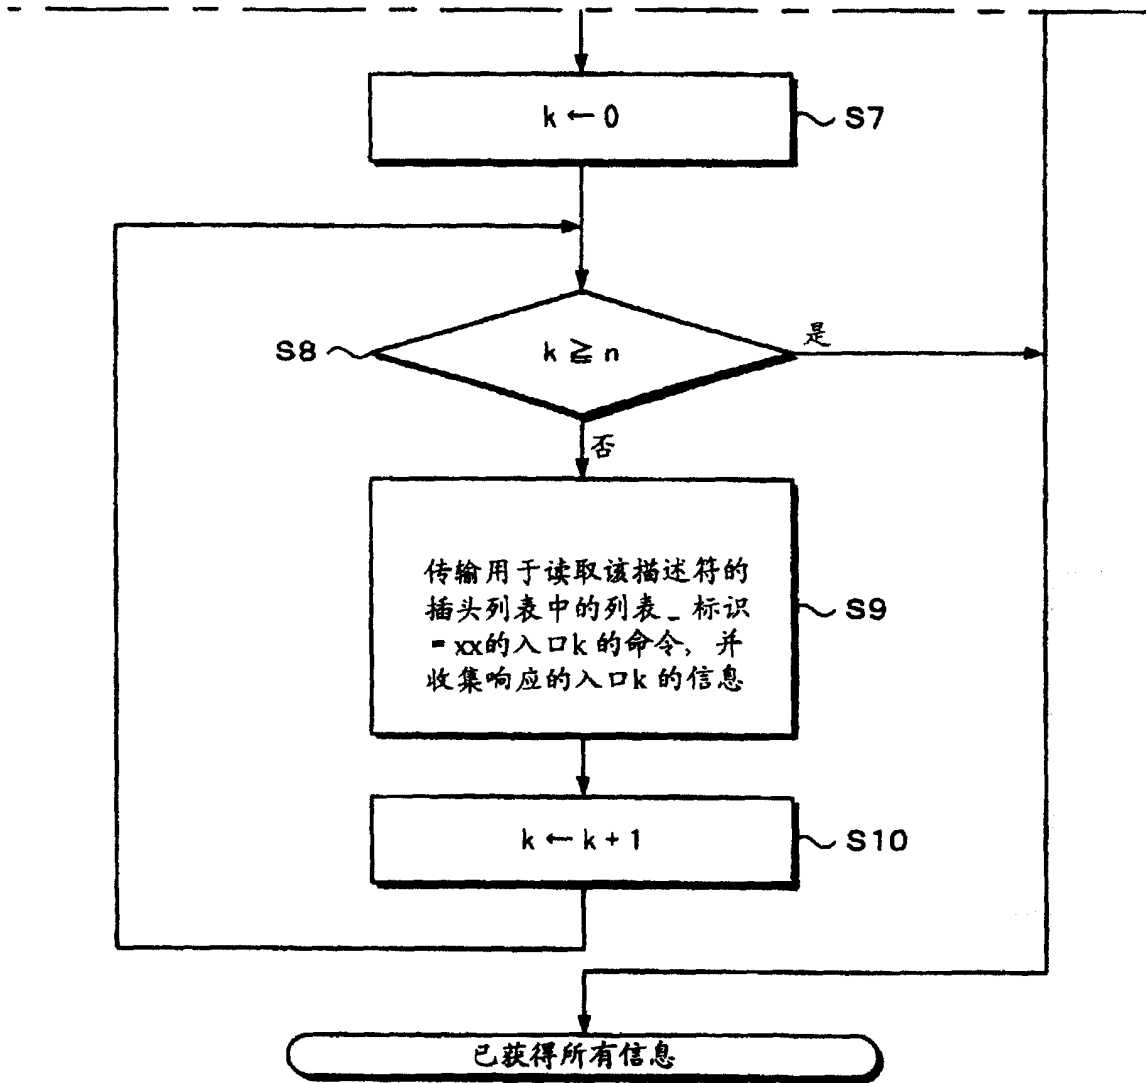 k ← 0
S7
S8
k ≧ n
是
否
传输用于读取该描述符的
插头列表中的列表_标识
=xx的入口k的命令, 并
收集响应的入口k的信息
S9
k ← k + 1
S10
已获得所有信息